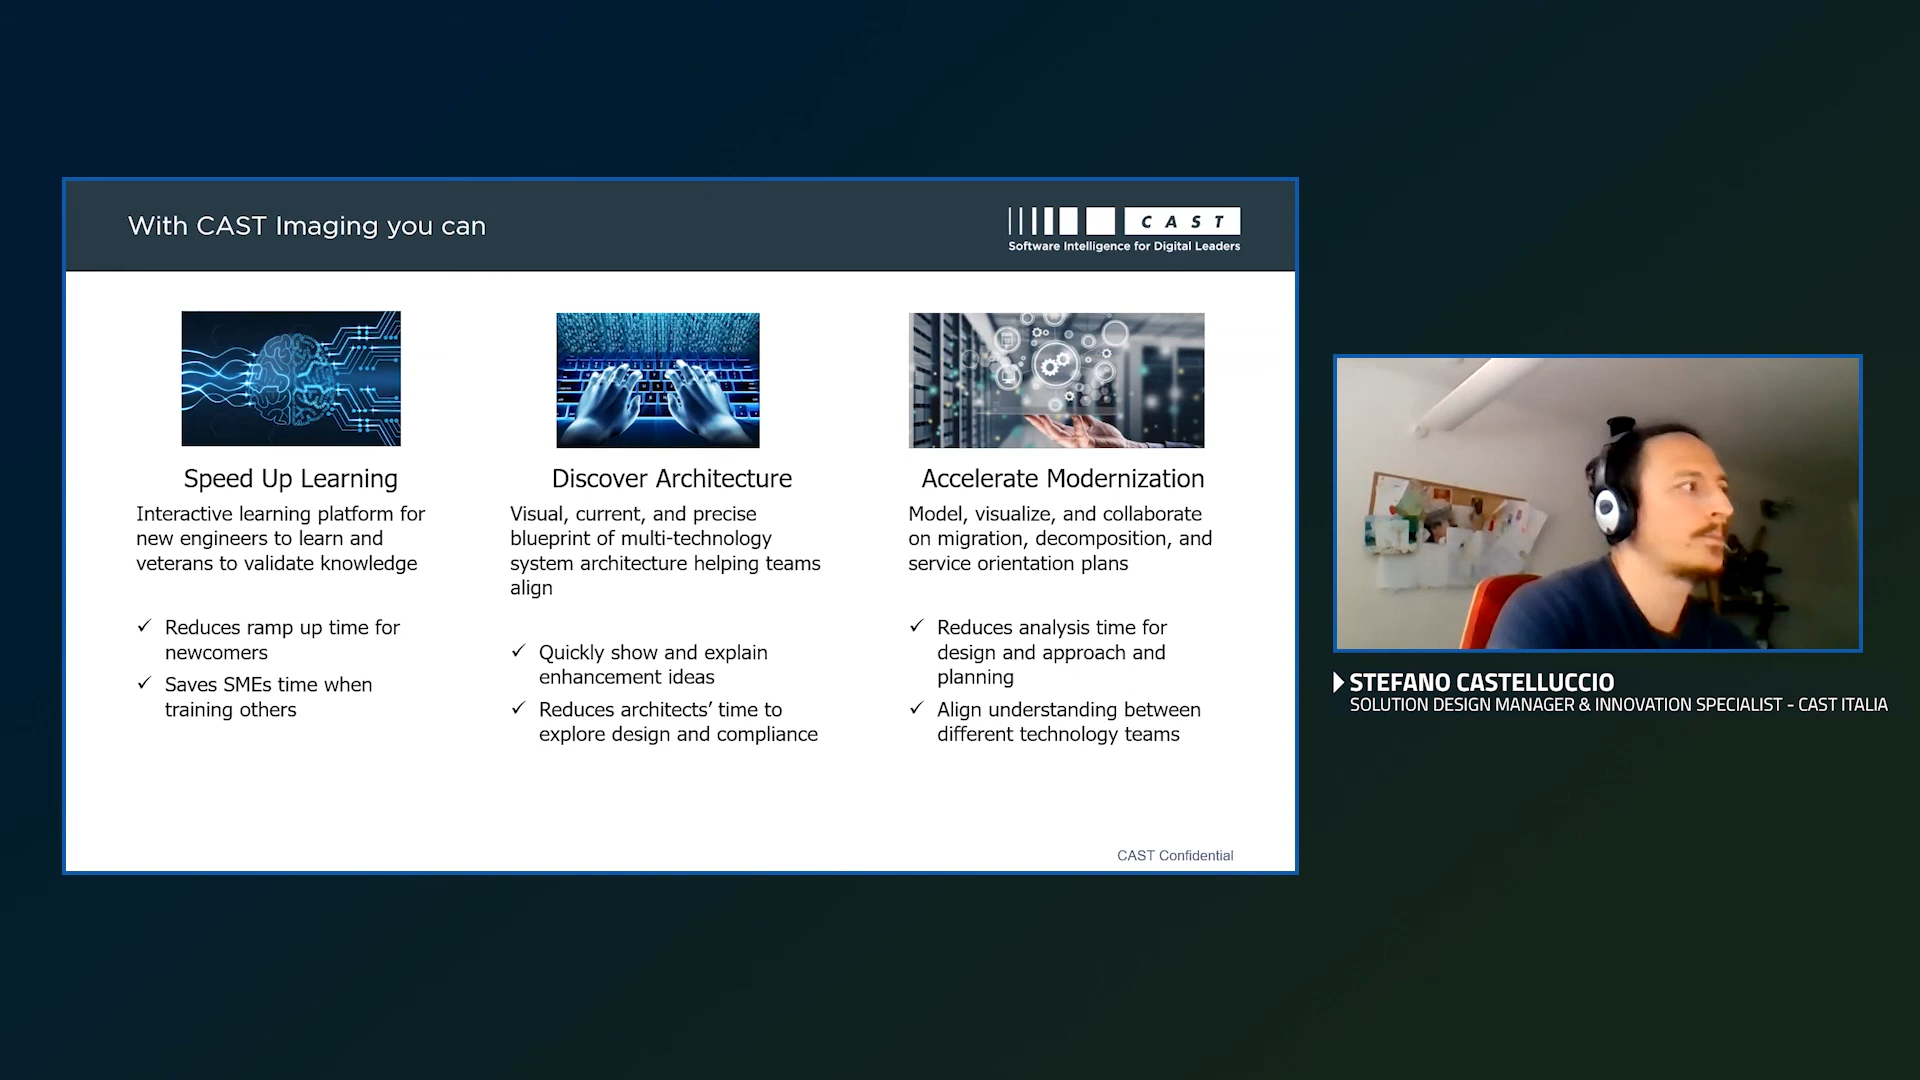 With CAST Imaging you can
CAST
Software Intelligence for Digital Leaders
Speed Up Learning
Interactive learning platform for
new engineers to learn and
veterans to validate knowledge
✓ Reduces ramp up time for
newcomers
✓ Saves SMEs time when
training others
Discover Architecture
Visual, current, and precise
blueprint of multi-technology
system architecture helping teams
align
✓ Quickly show and explain
enhancement ideas
✓ Reduces architects’ time to
explore design and compliance
Accelerate Modernization
Model, visualize, and collaborate
on migration, decomposition, and
service orientation plans
✓ Reduces analysis time for
design and approach and
planning
✓ Align understanding between
different technology teams
CAST Confidential
STEFANO CASTELLUCCIO
SOLUTION DESIGN MANAGER & INNOVATION SPECIALIST - CAST ITALIA